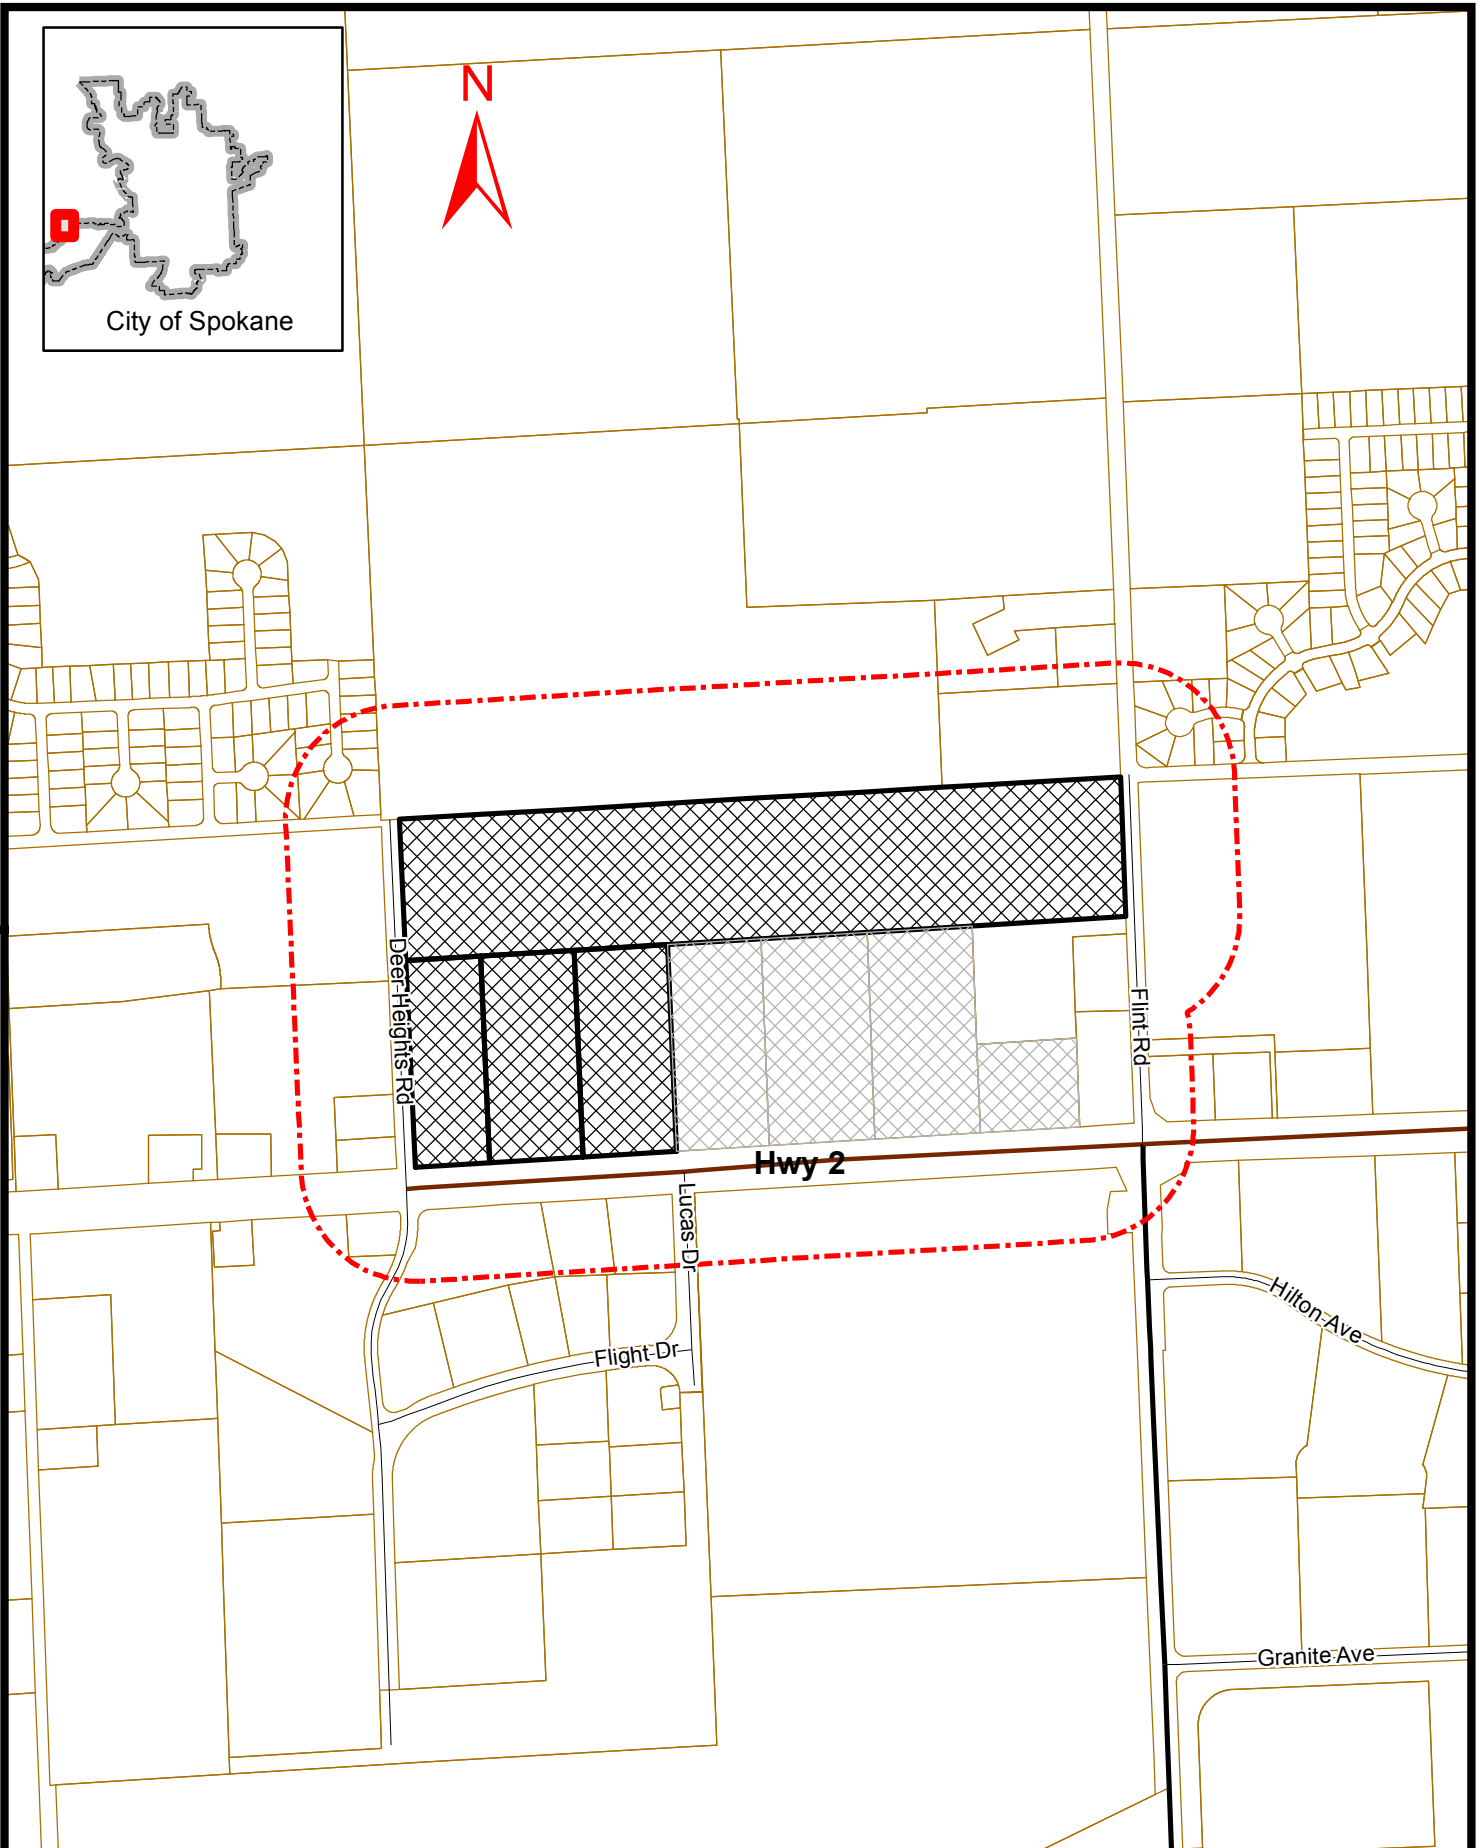 N
City of Spokane
Deer Heights Rd
Flint Rd
Hwy 2
Lucas Dr
Hilton Ave
Flight Dr
Granite Ave